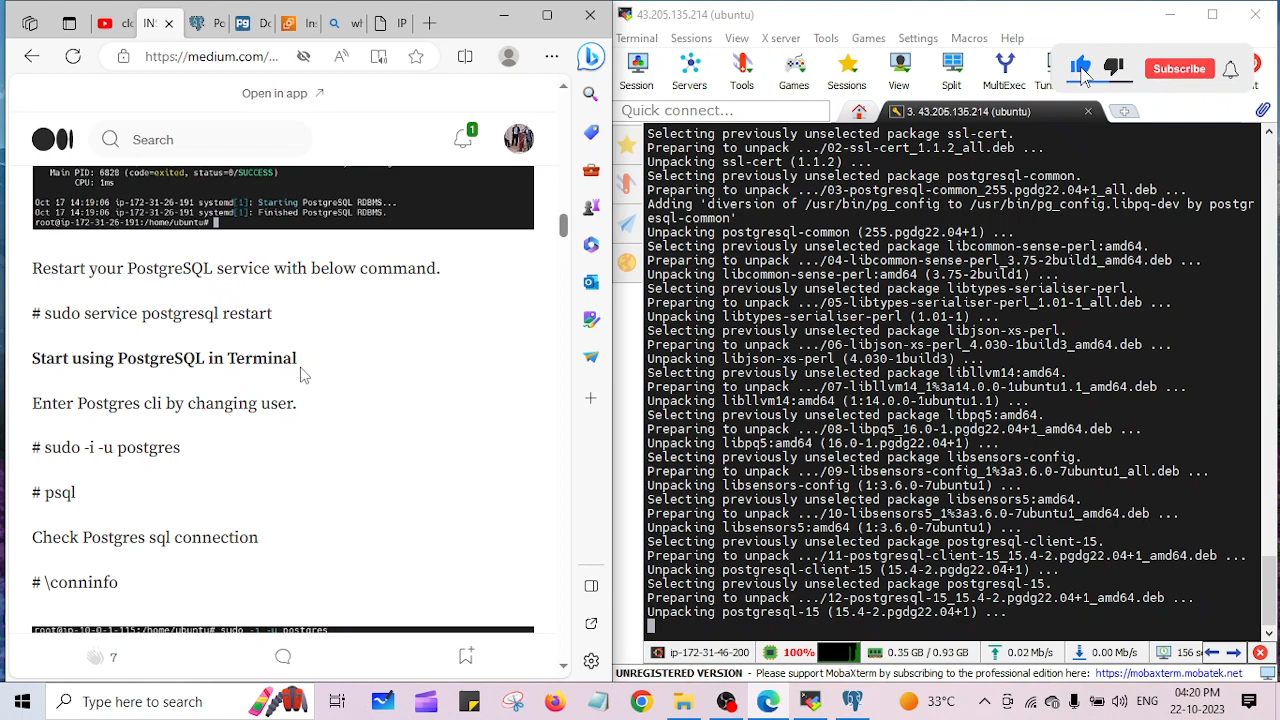 clo
IN
Po
Do
Ins
wh
IP
https://medium.com/...
Open in app
Search
1
Main PID: 6828 (code=exited, status=0/SUCCESS)
CPU: 1ms
Oct 17 14:19:06 ip-172-31-26-191 systemd[1]: Starting PostgreSQL RDBMS...
Oct 17 14:19:06 ip-172-31-26-191 systemd[1]: Finished PostgreSQL RDBMS.
root@ip-172-31-26-191:/home/ubuntu#
Restart your PostgreSQL service with below command.
# sudo service postgresql restart
Start using PostgreSQL in Terminal
Enter Postgres cli by changing user.
# sudo -i -u postgres
# psql
Check Postgres sql connection
# \conninfo
root@ip-10-0-1-115:/home/ubuntu# sudo -i -u postgres
7
43.205.135.214 (ubuntu)
Terminal Sessions View X server Tools Games Settings Macros Help
Session Servers Tools Games Sessions View Split MultiExec Tun
Subscribe
Quick connect...
3. 43.205.135.214 (ubuntu)
Selecting previously unselected package ssl-cert.
Preparing to unpack .../02-ssl-cert_1.1.2_all.deb ...
Unpacking ssl-cert (1.1.2) ...
Selecting previously unselected package postgresql-common.
Preparing to unpack .../03-postgresql-common_255.pgdg22.04+1_all.deb ...
Adding 'diversion of /usr/bin/pg_config to /usr/bin/pg_config.libpq-dev by postgr
esql-common'
Unpacking postgresql-common (255.pgdg22.04+1) ...
Selecting previously unselected package libcommon-sense-perl:amd64.
Preparing to unpack .../04-libcommon-sense-perl_3.75-2build1_amd64.deb ...
Unpacking libcommon-sense-perl:amd64 (3.75-2build1) ...
Selecting previously unselected package libtypes-serialiser-perl.
Preparing to unpack .../05-libtypes-serialiser-perl_1.01-1_all.deb ...
Unpacking libtypes-serialiser-perl (1.01-1) ...
Selecting previously unselected package libjson-xs-perl.
Preparing to unpack .../06-libjson-xs-perl_4.030-1build3_amd64.deb ...
Unpacking libjson-xs-perl (4.030-1build3) ...
Selecting previously unselected package libllvm14:amd64.
Preparing to unpack .../07-libllvm14_1%3a14.0.0-1ubuntu1.1_amd64.deb ...
Unpacking libllvm14:amd64 (1:14.0.0-1ubuntu1.1) ...
Selecting previously unselected package libpq5:amd64.
Preparing to unpack .../08-libpq5_16.0-1.pgdg22.04+1_amd64.deb ...
Unpacking libpq5:amd64 (16.0-1.pgdg22.04+1) ...
Selecting previously unselected package libsensors-config.
Preparing to unpack .../09-libsensors-config_1%3a3.6.0-7ubuntu1_all.deb ...
Unpacking libsensors-config (1:3.6.0-7ubuntu1) ...
Selecting previously unselected package libsensors5:amd64.
Preparing to unpack .../10-libsensors5_1%3a3.6.0-7ubuntu1_amd64.deb ...
Unpacking libsensors5:amd64 (1:3.6.0-7ubuntu1) ...
Selecting previously unselected package postgresql-client-15.
Preparing to unpack .../11-postgresql-client-15_15.4-2.pgdg22.04+1_amd64.deb ...
Unpacking postgresql-client-15 (15.4-2.pgdg22.04+1) ...
Selecting previously unselected package postgresql-15.
Preparing to unpack .../12-postgresql-15_15.4-2.pgdg22.04+1_amd64.deb ...
Unpacking postgresql-15 (15.4-2.pgdg22.04+1) ...
ip-172-31-46-200 100% 0.35 GB / 0.93 GB 0.02 Mb/s 0.00 Mb/s 156 s
UNREGISTERED VERSION - Please support MobaXterm by subscribing to the professional edition here: https://mobaxterm.mobatek.net
Type here to search
33°C
04:20 PM
22-10-2023